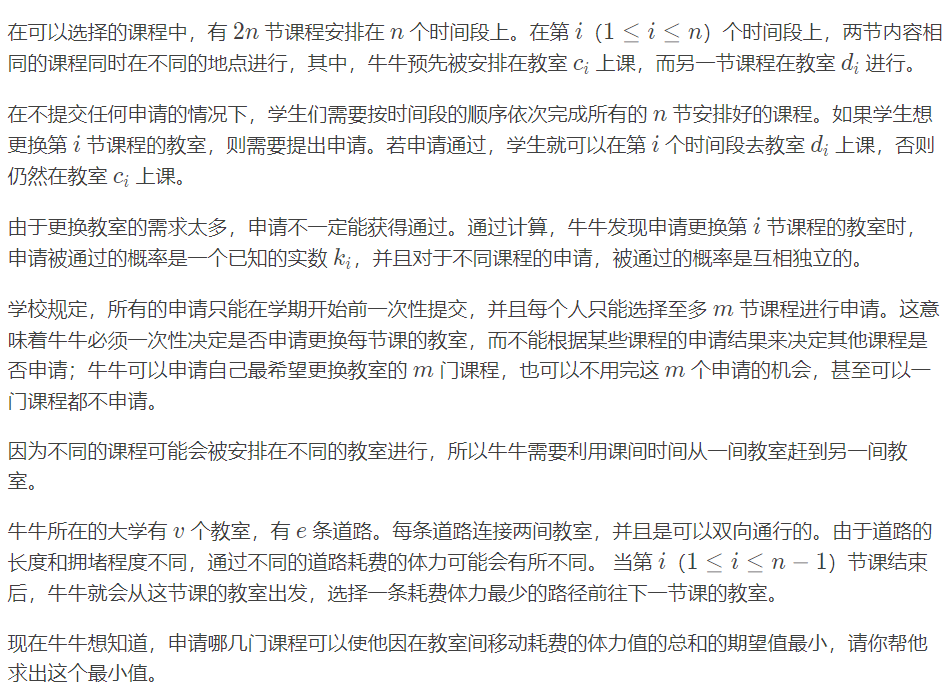 在可以选择的课程中，有 2n 节课程安排在 n 个时间段上。在第 i（1 ≤ i ≤ n）个时间段上，两节内容相
同的课程同时在不同的地点进行，其中，牛牛预先被安排在教室 cᵢ 上课，而另一节课程在教室 dᵢ 进行。
在不提交任何申请的情况下，学生们需要按时间段的顺序依次完成所有的 n 节安排好的课程。如果学生想
更换第 i 节课程的教室，则需要提出申请。若申请通过，学生就可以在第 i 个时间段去教室 dᵢ 上课，否则
仍然在教室 cᵢ 上课。
由于更换教室的需求太多，申请不一定能获得通过。通过计算，牛牛发现申请更换第 i 节课程的教室时，
申请被通过的概率是一个已知的实数 kᵢ，并且对于不同课程的申请，被通过的概率是互相独立的。
学校规定，所有的申请只能在学期开始前一次性提交，并且每个人只能选择至多 m 节课程进行申请。这意
味着牛牛必须一次性决定是否申请更换每节课的教室，而不能根据某些课程的申请结果来决定其他课程是
否申请；牛牛可以申请自己最希望更换教室的 m 门课程，也可以不用完这 m 个申请的机会，甚至可以一
门课程都不申请。
因为不同的课程可能会被安排在不同的教室进行，所以牛牛需要利用课间时间从一间教室赶到另一间教
室。
牛牛所在的大学有 v 个教室，有 e 条道路。每条道路连接两间教室，并且是可以双向通行的。由于道路的
长度和拥堵程度不同，通过不同的道路耗费的体力可能会有所不同。 当第 i（1 ≤ i ≤ n − 1）节课结束
后，牛牛就会从这节课的教室出发，选择一条耗费体力最少的路径前往下一节课的教室。
现在牛牛想知道，申请哪几门课程可以使他因在教室间移动耗费的体力值的总和的期望值最小，请你帮他
求出这个最小值。